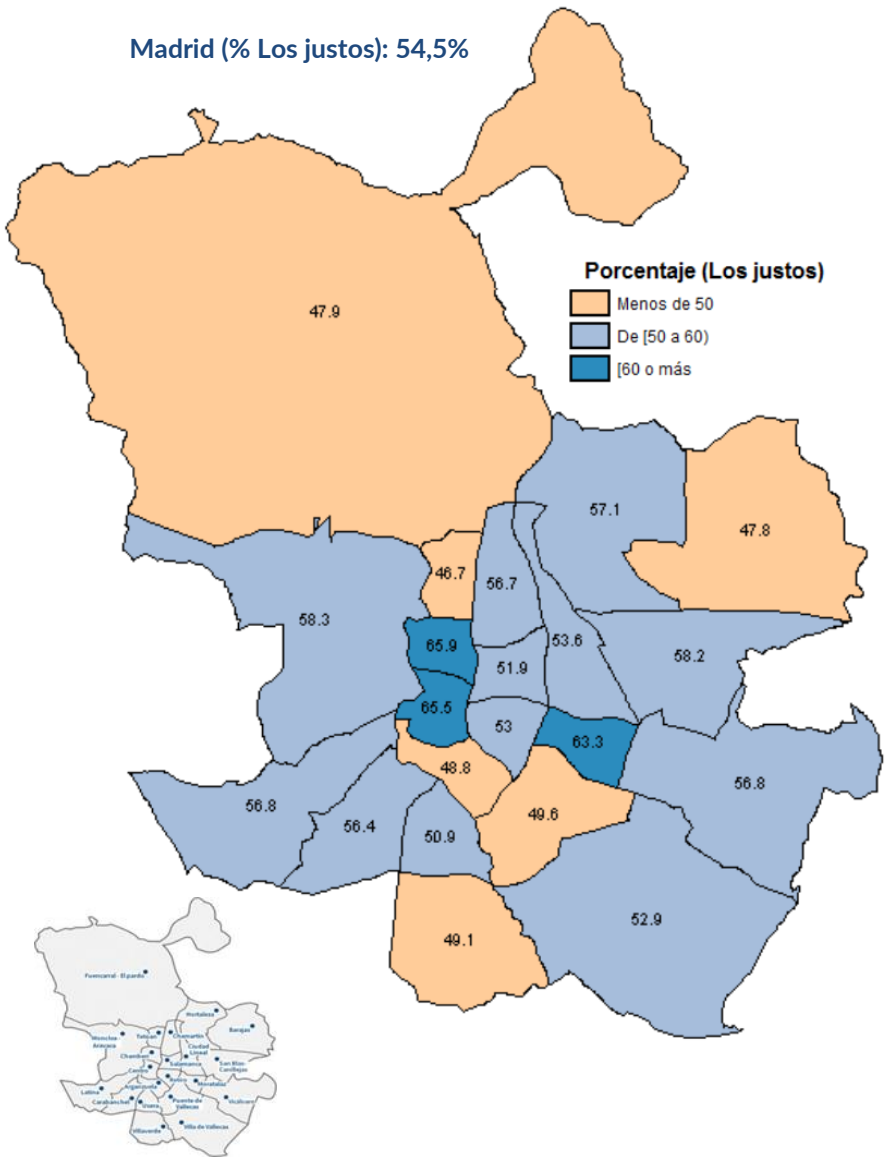 Madrid (% Los justos): 54,5%
Porcentaje (Los justos)
Menos de 50
De [50 a 60)
[60 o más
47.9
57.1
47.8
46.7
56.7
58.3
53.6
65.9
51.9
58.2
65.5
53
63.3
48.8
56.8
56.8
49.6
56.4
50.9
52.9
49.1
Fuencarral - El pardo
Hortaleza
Barajas
Moncloa -
Aravaca
Tetuan
Chamartín
Ciudad
Lineal
Chamberí
Salamanca
San Blas-
Canillejas
Centro
Retiro
Moratalaz
Arganzuela
Latina
Carabanchel
Usera
Puente de
Vallecas
Vicálvaro
Villaverde
Villa de Vallecas